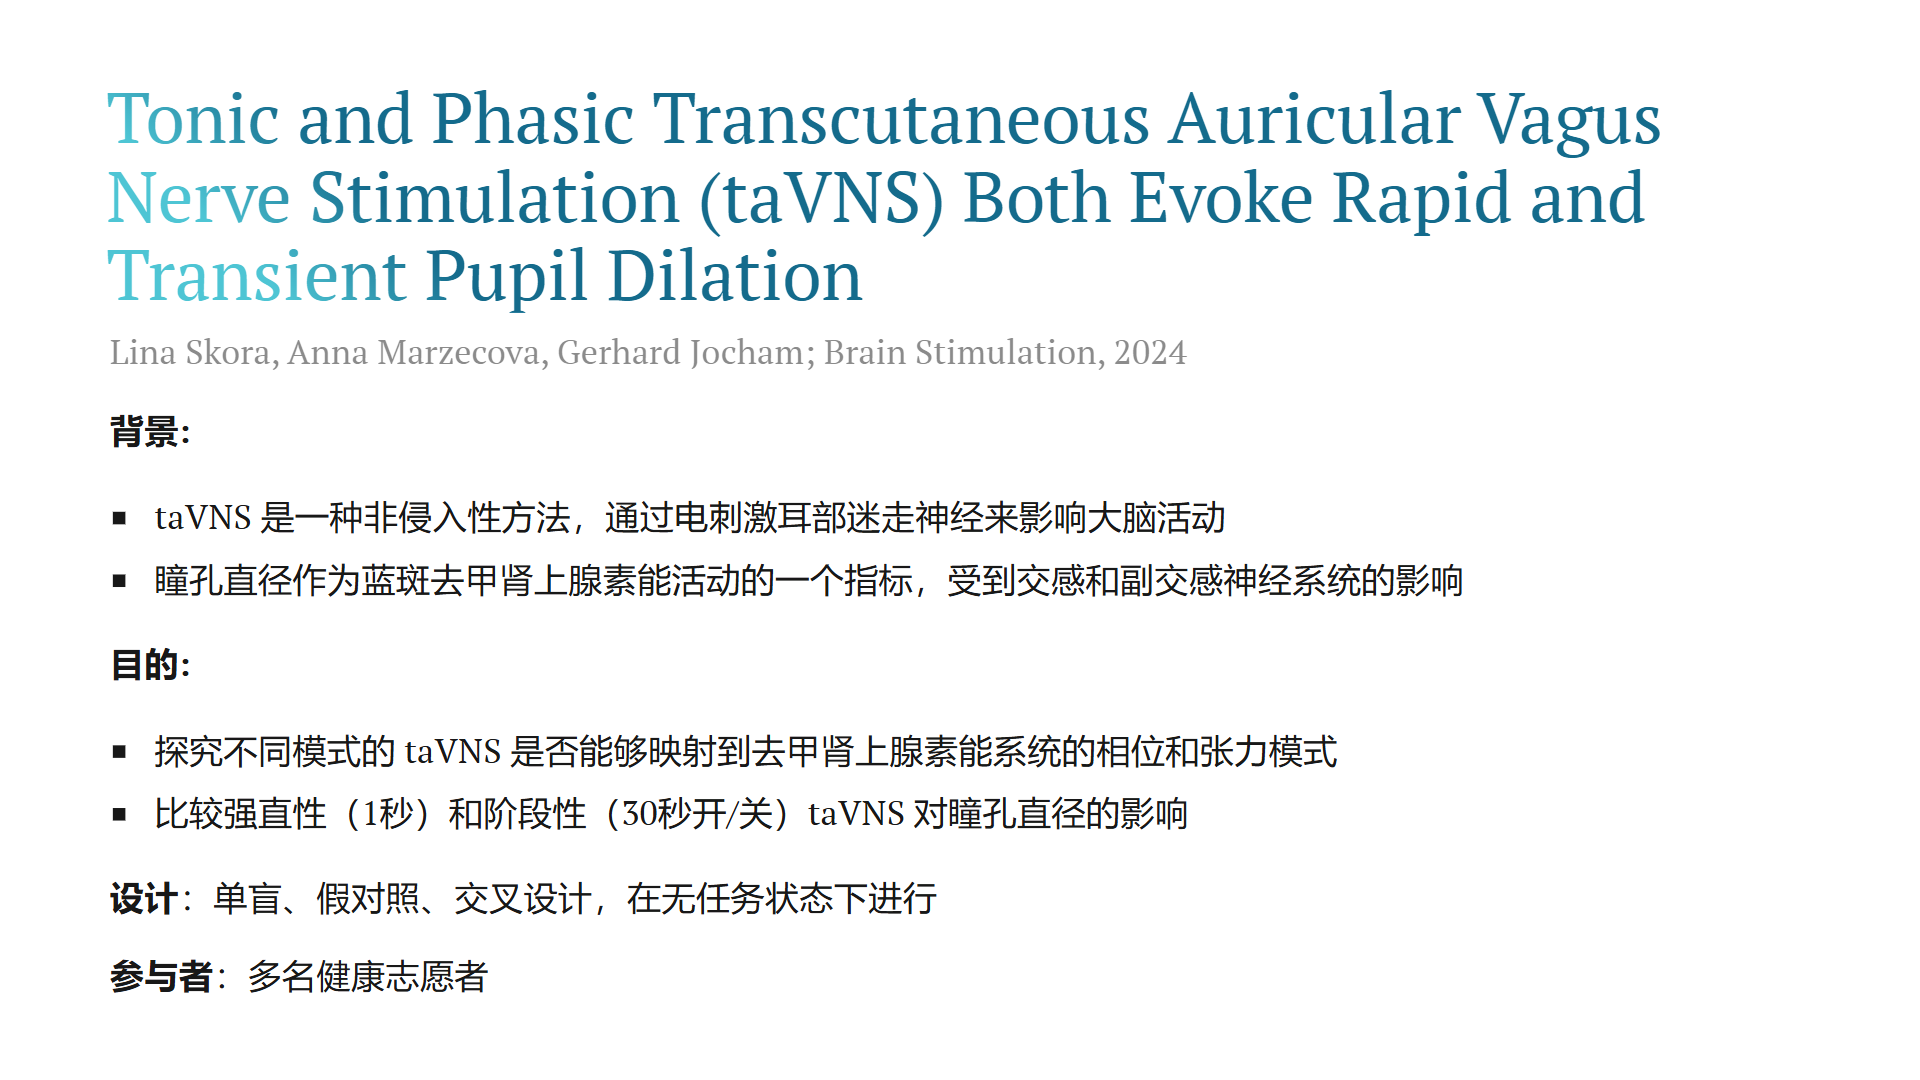 Tonic and Phasic Transcutaneous Auricular Vagus
Nerve Stimulation (taVNS) Both Evoke Rapid and
Transient Pupil Dilation
Lina Skora, Anna Marzecova, Gerhard Jocham; Brain Stimulation, 2024
背景：
▪ taVNS 是一种非侵入性方法，通过电刺激耳部迷走神经来影响大脑活动
▪ 瞳孔直径作为蓝斑去甲肾上腺素能活动的一个指标，受到交感和副交感神经系统的影响
目的：
▪ 探究不同模式的 taVNS 是否能够映射到去甲肾上腺素能系统的相位和张力模式
▪ 比较强直性（1秒）和阶段性（30秒开/关）taVNS 对瞳孔直径的影响
设计：单盲、假对照、交叉设计，在无任务状态下进行
参与者：多名健康志愿者